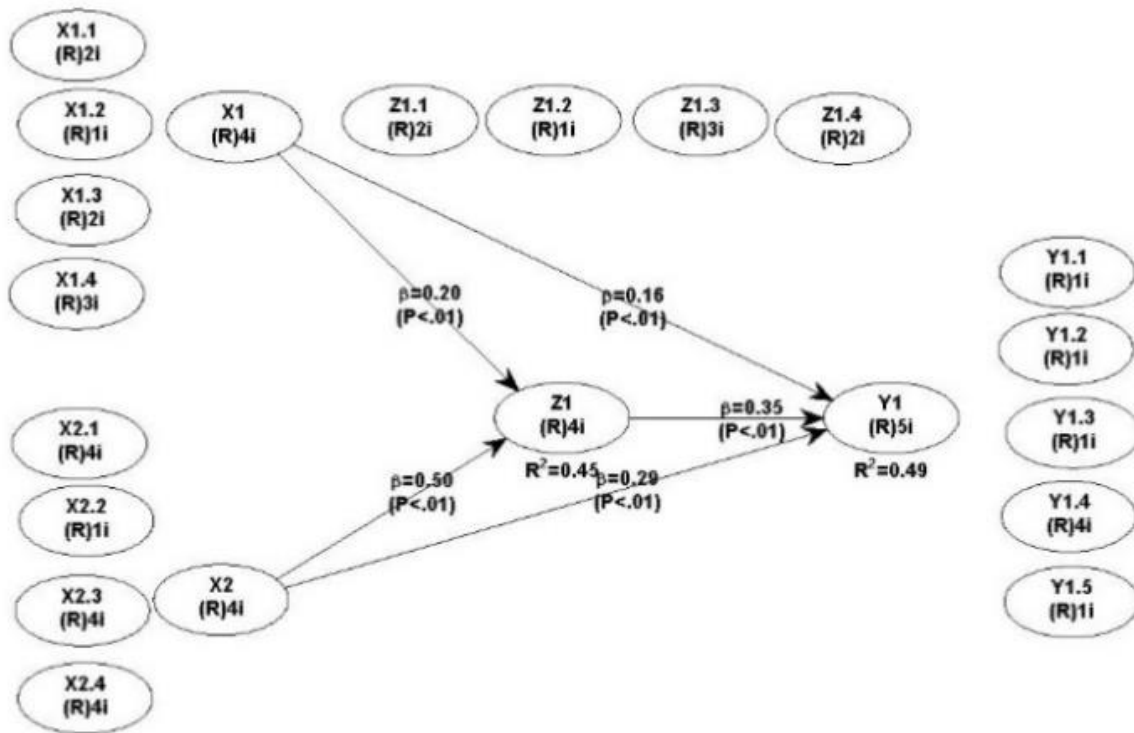 X1.1
(R)2i
X1.2
(R)1i
X1
(R)4i
Z1.1
(R)2i
Z1.2
(R)1i
Z1.3
(R)3i
Z1.4
(R)2i
X1.3
(R)2i
X1.4
(R)3i
β=0.20
(P<.01)
β=0.16
(P<.01)
Y1.1
(R)1i
Y1.2
(R)1i
Z1
(R)4i
R²=0.45
β=0.35
(P<.01)
Y1
(R)5i
R²=0.49
Y1.3
(R)1i
X2.1
(R)4i
X2.2
(R)1i
β=0.50
(P<.01)
β=0.29
(P<.01)
Y1.4
(R)4i
X2.3
(R)4i
X2
(R)4i
Y1.5
(R)1i
X2.4
(R)4i